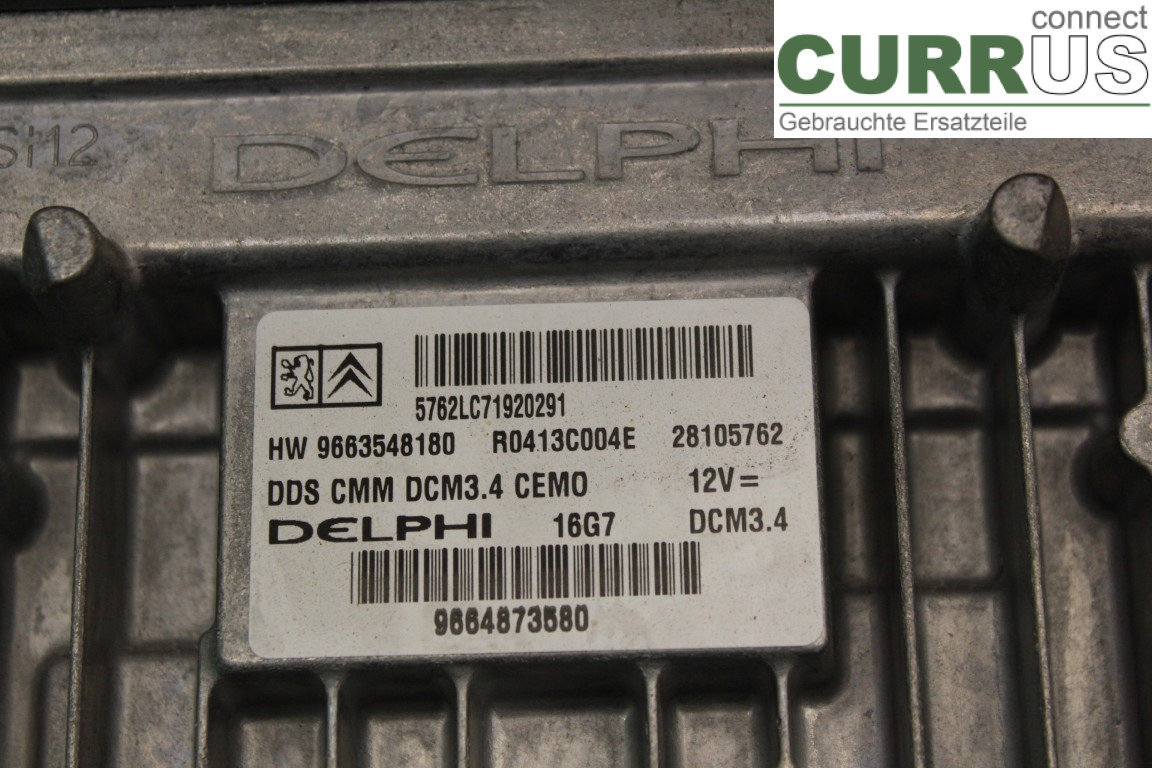 connect
CURRUS
Gebrauchte Ersatzteile
Si12
DELPHI
5762LC71920291
HW 9663548180 R0413C004E 28105762
DDS CMM DCM3.4 CEMO 12V=
DELPHI 16G7 DCM3.4
9664873580